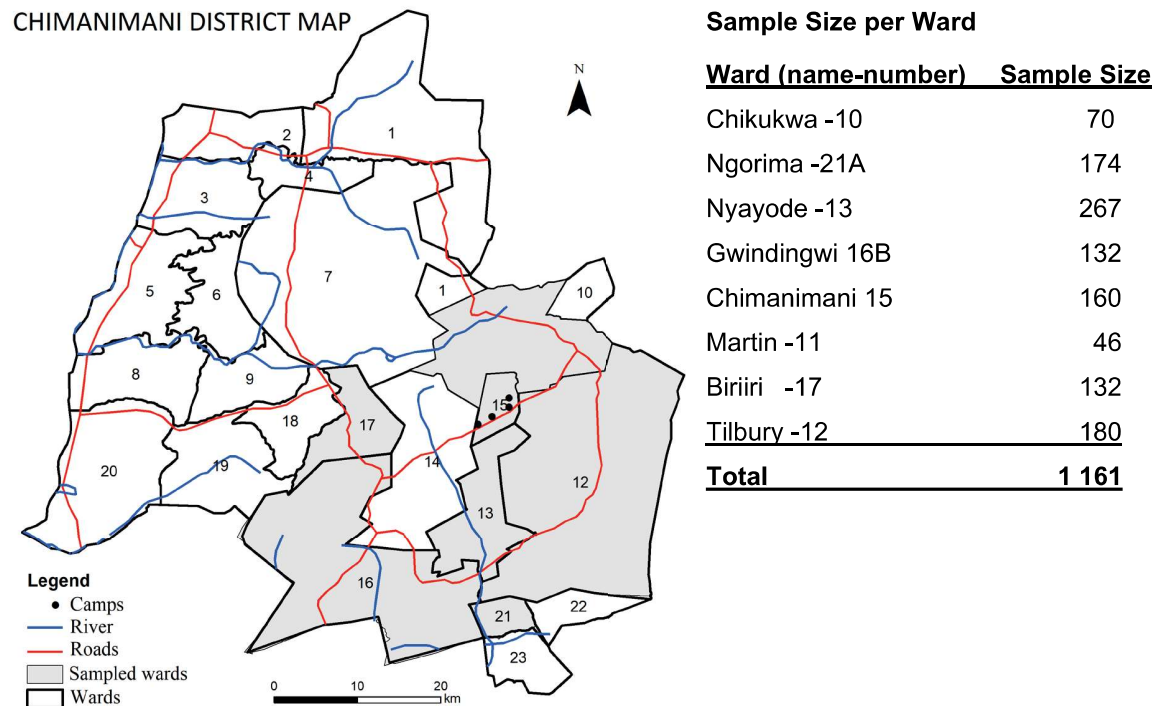 CHIMANIMANI DISTRICT MAP
N
1
2
3
4
5
6
7
1
10
8
9
15
17
18
14
12
20
19
13
16
21
22
23
Legend
Camps
River
Roads
Sampled wards
Wards
0 10 20
km
Sample Size per Ward
Ward (name-number) Sample Size
Chikukwa -10 70
Ngorima -21A 174
Nyayode -13 267
Gwindingwi 16B 132
Chimanimani 15 160
Martin -11 46
Biriiri -17 132
Tilbury -12 180
Total 1 161